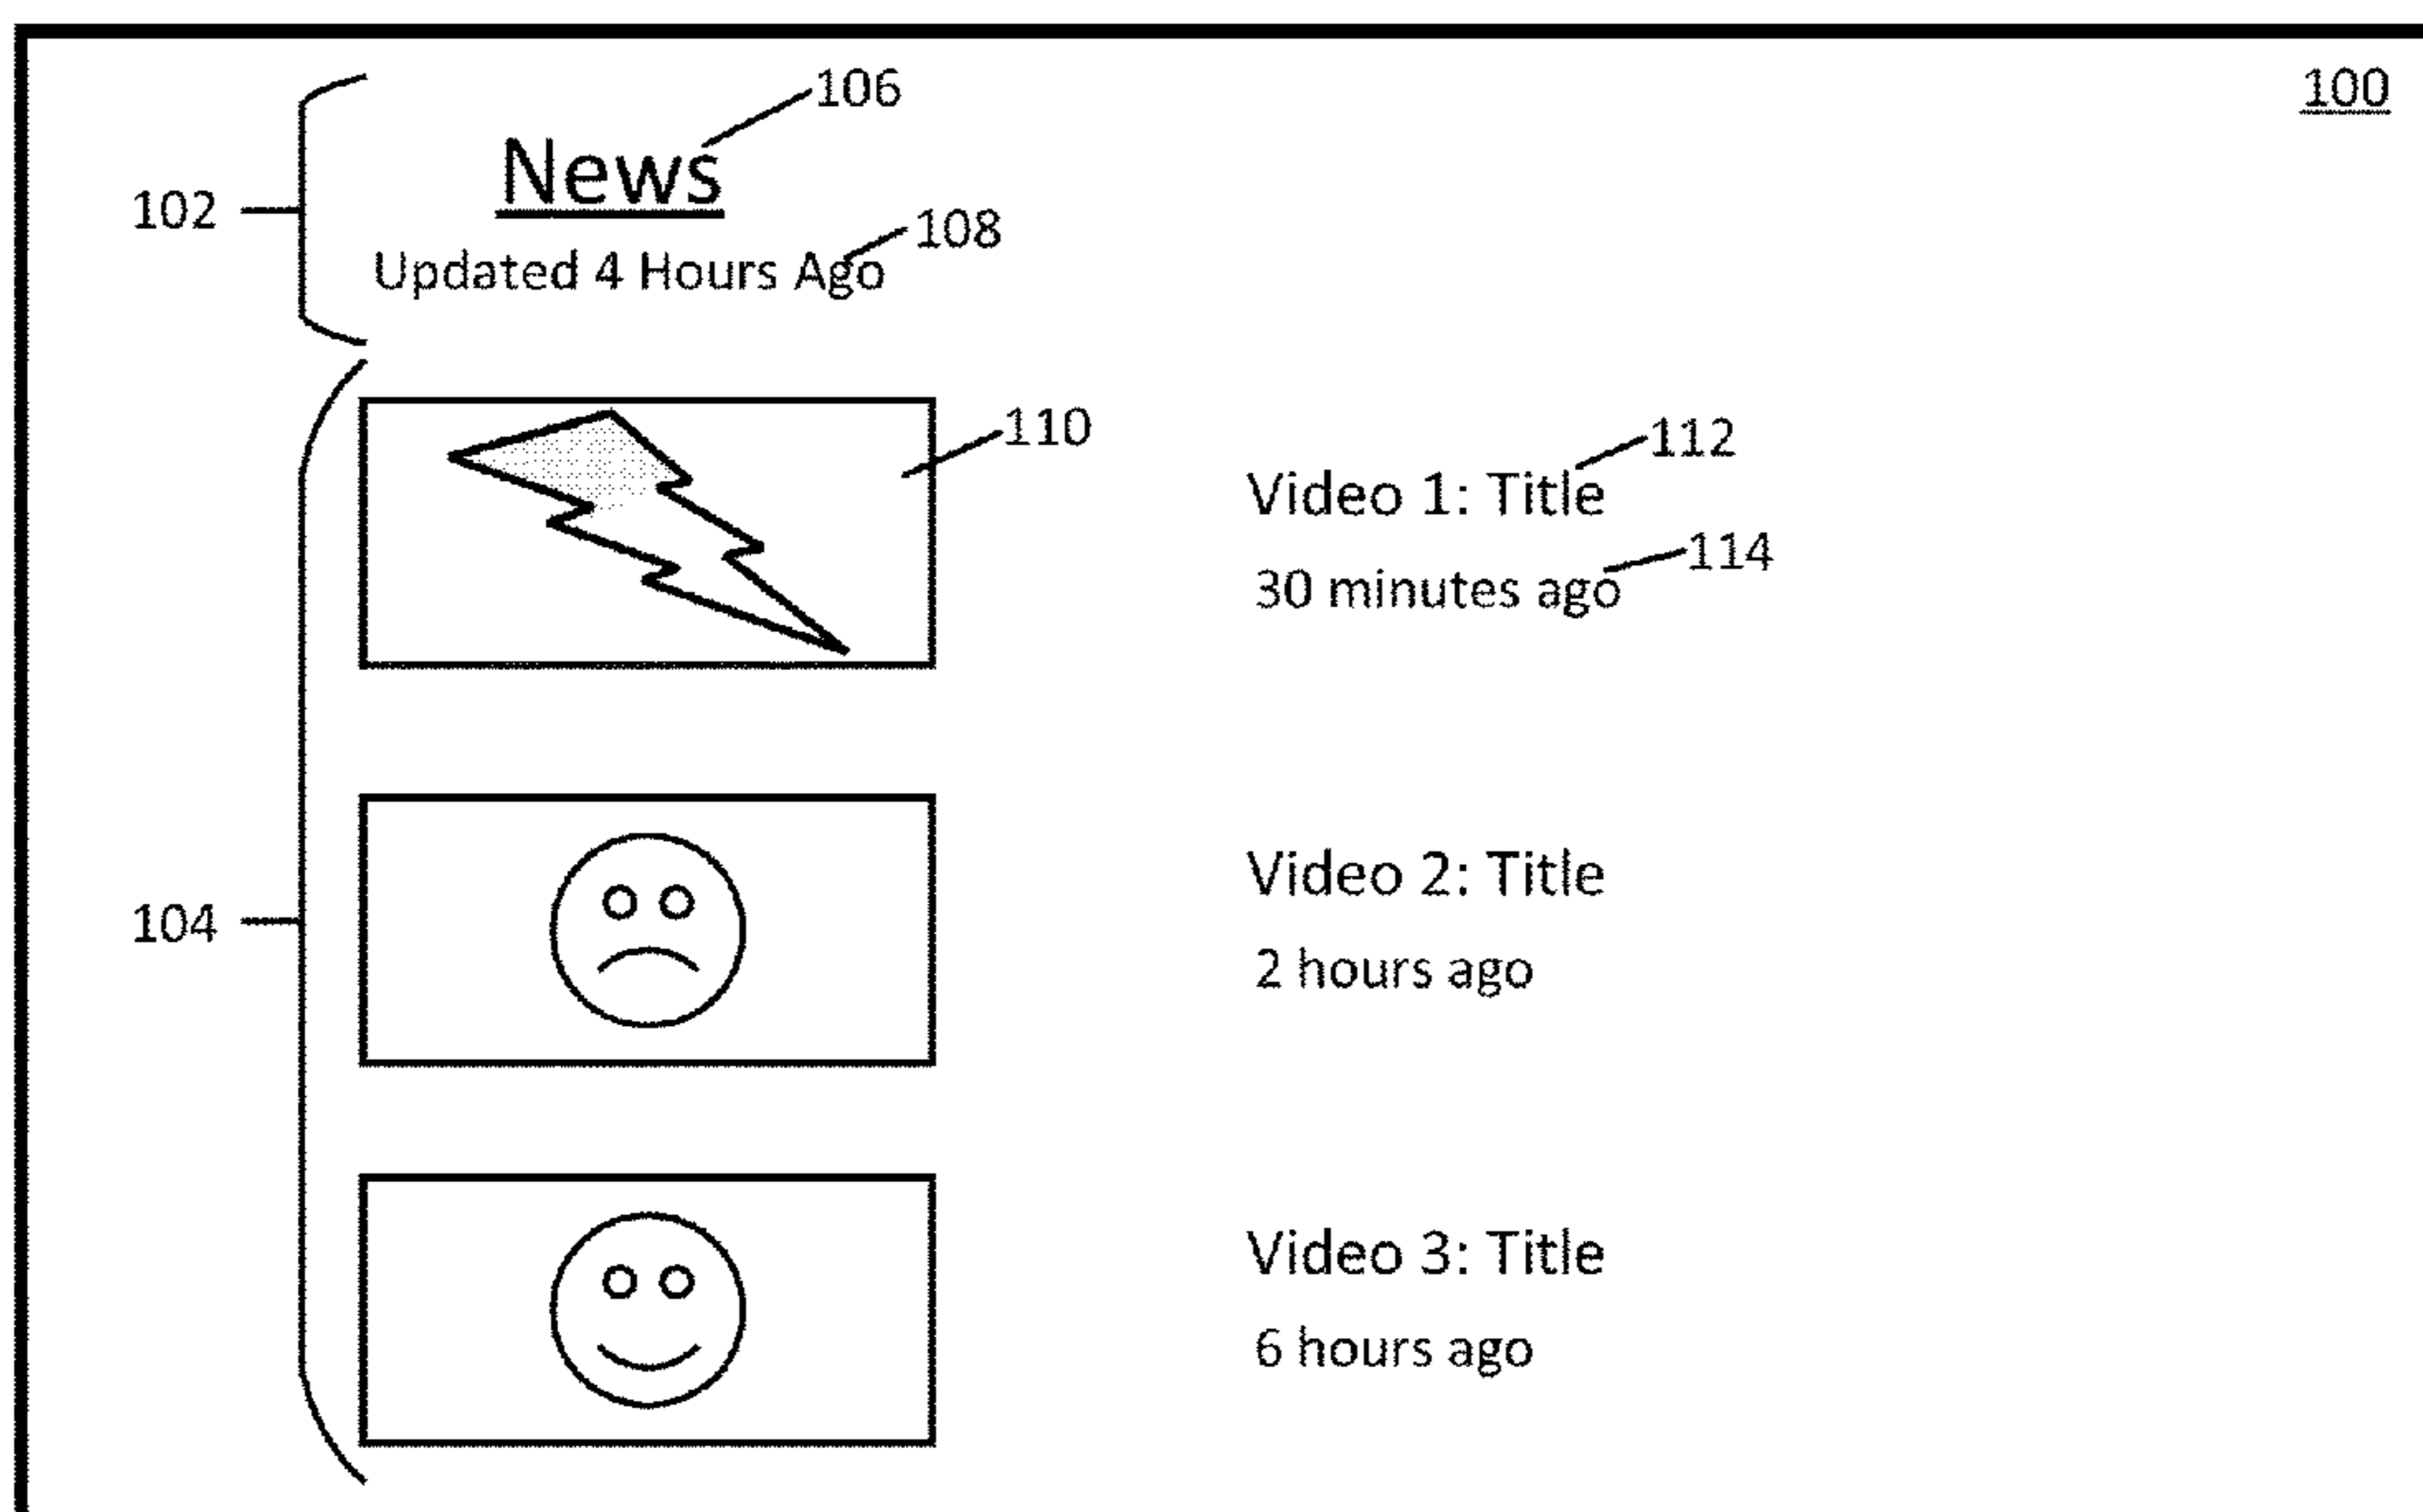 100
106
News
102
108
Updated 4 Hours Ago
110
112
Video 1: Title
114
30 minutes ago
104
Video 2: Title
2 hours ago
Video 3: Title
6 hours ago